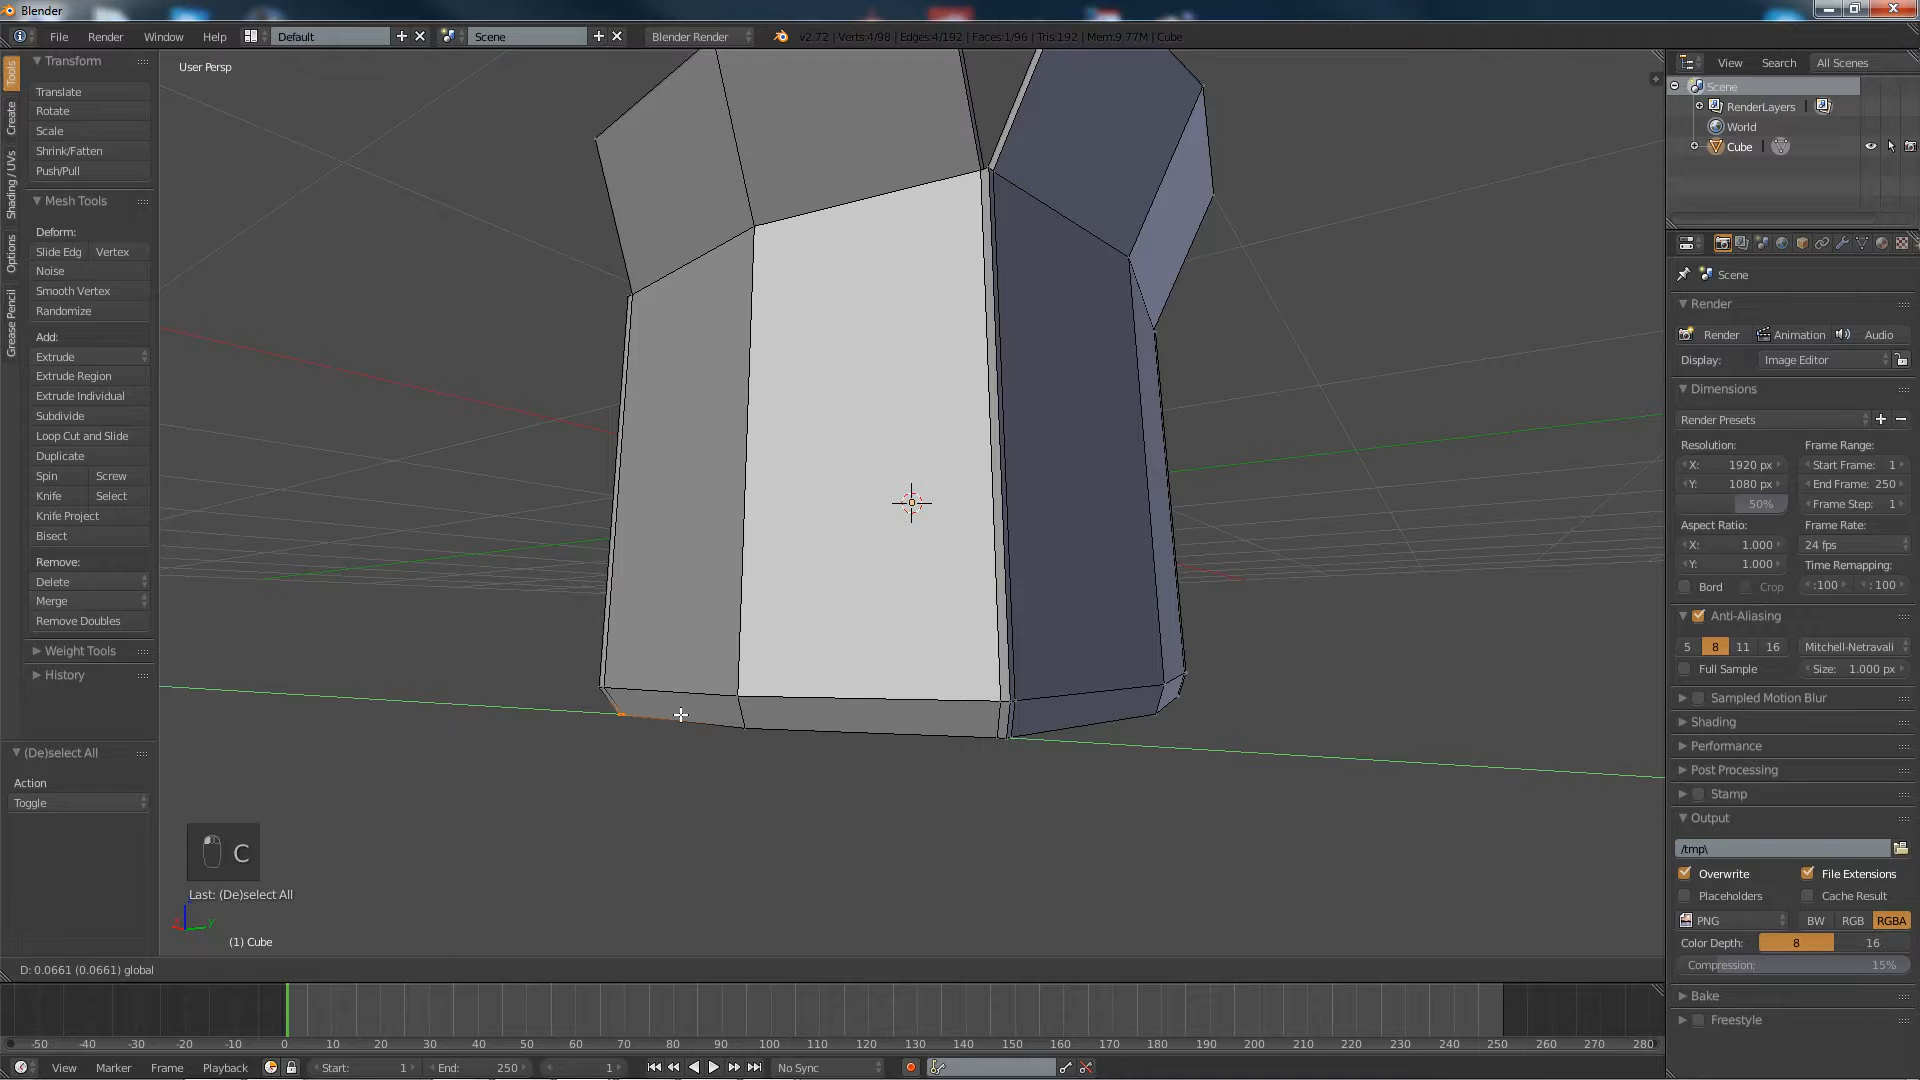 Blender
File Render Window Help Default Scene Blender Render v2.72 | Verts:4/98 | Edges:4/192 | Faces:1/96 | Tris:192 | Mem:9.77M | Cube
Tools
Create
Shading / UVs
Options
Grease Pencil
Transform
Translate
Rotate
Scale
Shrink/Fatten
Push/Pull
Mesh Tools
Deform:
Slide Edg Vertex
Noise
Smooth Vertex
Randomize
Add:
Extrude
Extrude Region
Extrude Individual
Subdivide
Loop Cut and Slide
Duplicate
Spin Screw
Knife Select
Knife Project
Bisect
Remove:
Delete
Merge
Remove Doubles
Weight Tools
History
(De)select All
Action
Toggle
User Persp
C
Last: (De)select All
y
(1) Cube
D: 0.0661 (0.0661) global
View Search All Scenes
Scene
RenderLayers
World
Cube
Scene
Render
Render Animation Audio
Display: Image Editor
Dimensions
Render Presets
Resolution: Frame Range:
X: 1920 px Start Frame: 1
Y: 1080 px End Frame: 250
50% Frame Step: 1
Aspect Ratio: Frame Rate:
X: 1.000 24 fps
Y: 1.000 Time Remapping:
Bord Crop :100 : 100
Anti-Aliasing
5 8 11 16 Mitchell-Netravali
Full Sample Size: 1.000 px
Sampled Motion Blur
Shading
Performance
Post Processing
Stamp
Output
/tmp\
Overwrite File Extensions
Placeholders Cache Result
PNG BW RGB RGBA
Color Depth: 8 16
Compression: 15%
Bake
Freestyle
-50 -40 -30 -20 -10 0 10 20 30 40 50 60 70 80 90 100 110 120 130 140 150 160 170 180 190 200 210 220 230 240 250 260 270 280
View Marker Frame Playback Start: 1 End: 250 1 No Sync